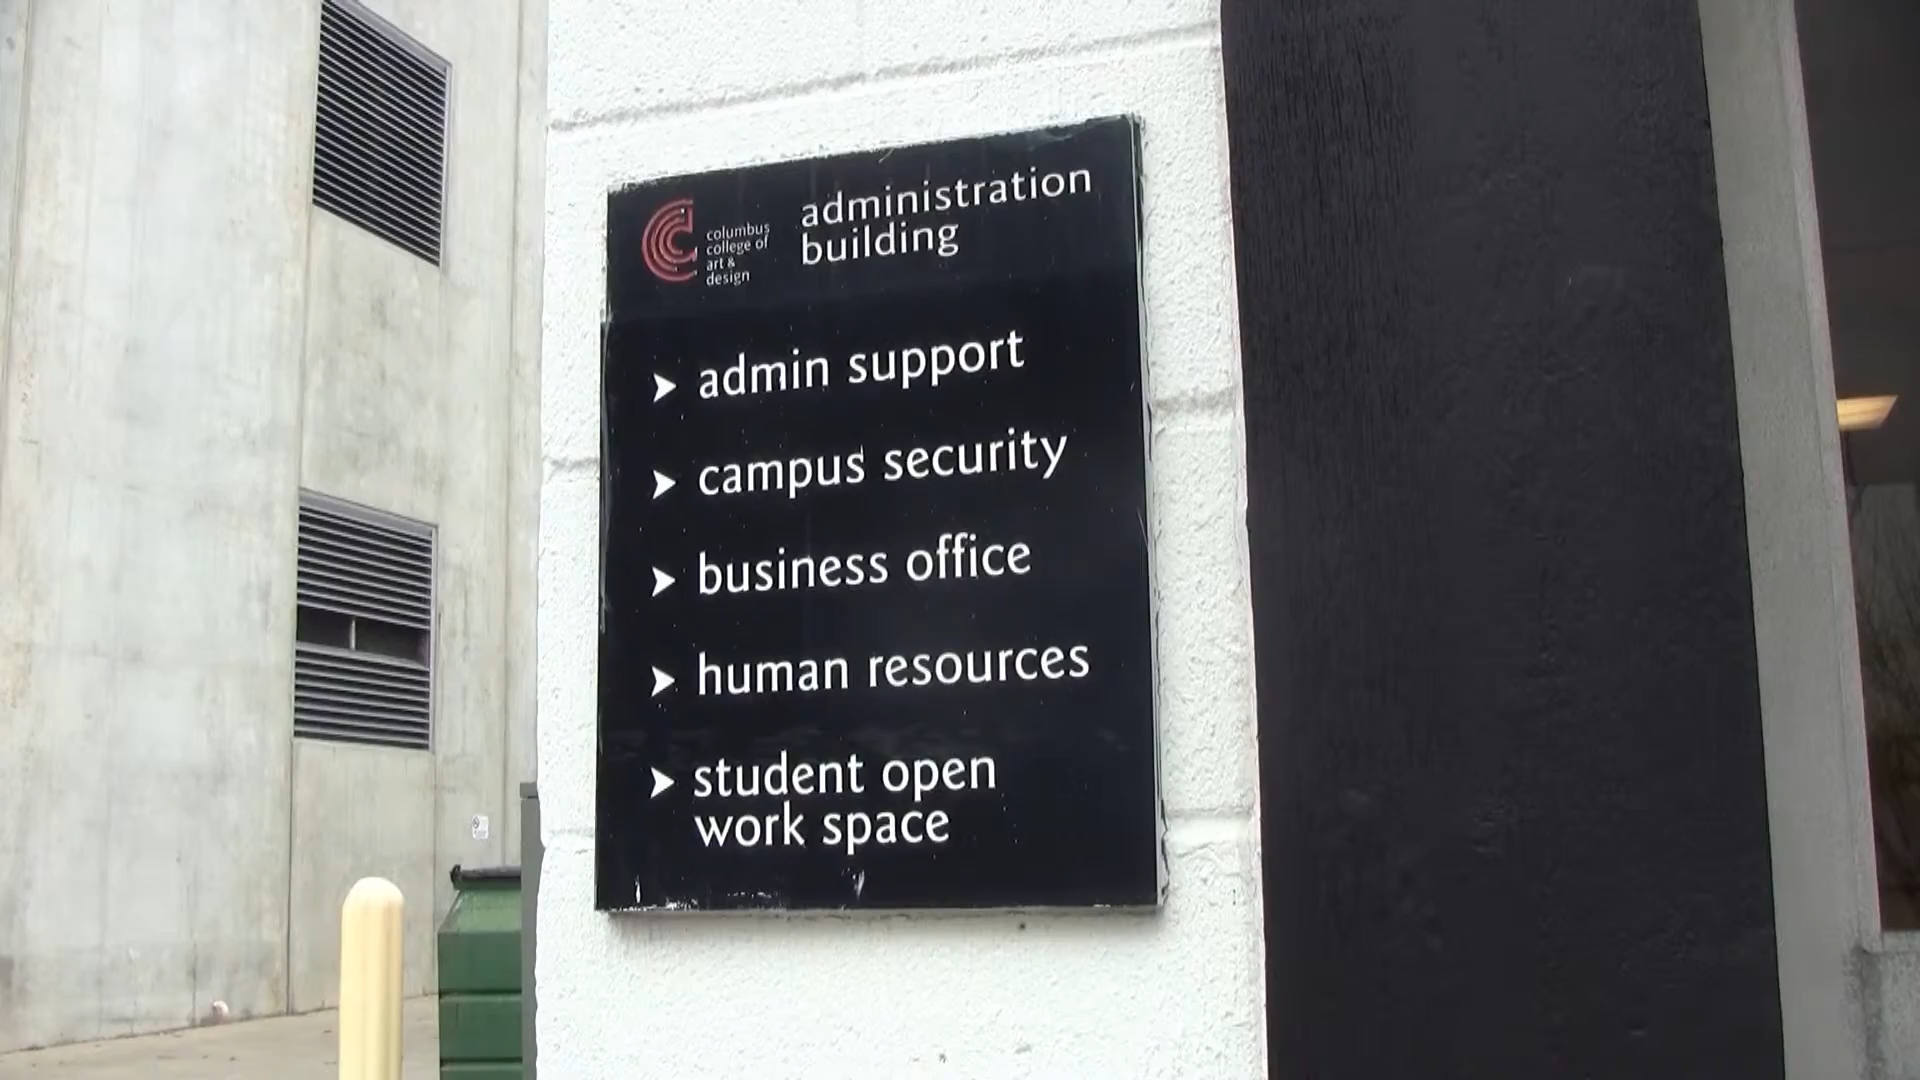 columbus
college of
art &
design
administration
building
➤ admin support
➤ campus security
➤ business office
➤ human resources
➤ student open
work space